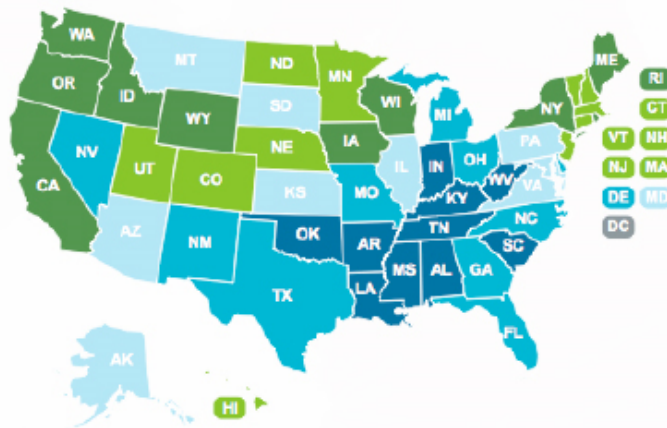 WA
ME
MT
ND
MN
RI
OR
ID
SD
WI
NY
CT
WY
MI
VT NH
IA
PA
NE
NJ MA
NV
UT
IL
IN
OH
CO
WV
VA
DE MD
CA
KS
MO
KY
NC
DC
AZ
NM
OK
AR
TN
SC
MS
AL
GA
TX
LA
FL
AK
HI